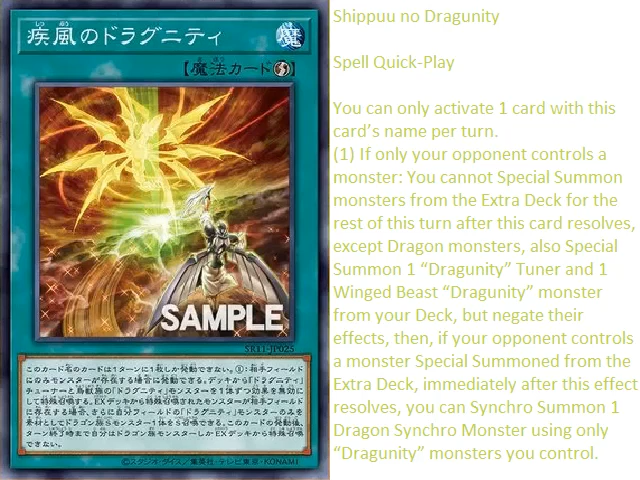 疾風のドラグニティ
魔
【魔法カード】
SAMPLE
SR11-JP025
このカード名のカードは1ターンに1枚しか発動できない。①:相手フィールド
にのみモンスターが存在する場合に発動できる。デッキから「ドラグニティ」
チューナーと鳥獣族の「ドラグニティ」モンスターを1体ずつ効果を無効に
して特殊召喚する。EXデッキから特殊召喚されたモンスターが相手フィールド
に存在する場合、さらに自分フィールドの「ドラグニティ」モンスターのみを
素材としてドラゴン族Sモンスター1体をS召喚できる。このカードの発動後、
ターン終了時まで自分はドラゴン族モンスターしかEXデッキから特殊召喚
できない。
©スタジオ・ダイス/集英社・テレビ東京・KONAMI
Shippuu no Dragunity
Spell Quick-Play
You can only activate 1 card with this
card’s name per turn.
(1) If only your opponent controls a
monster: You cannot Special Summon
monsters from the Extra Deck for the
rest of this turn after this card resolves,
except Dragon monsters, also Special
Summon 1 “Dragunity” Tuner and 1
Winged Beast “Dragunity” monster
from your Deck, but negate their
effects, then, if your opponent controls
a monster Special Summoned from the
Extra Deck, immediately after this effect
resolves, you can Synchro Summon 1
Dragon Synchro Monster using only
“Dragunity” monsters you control.